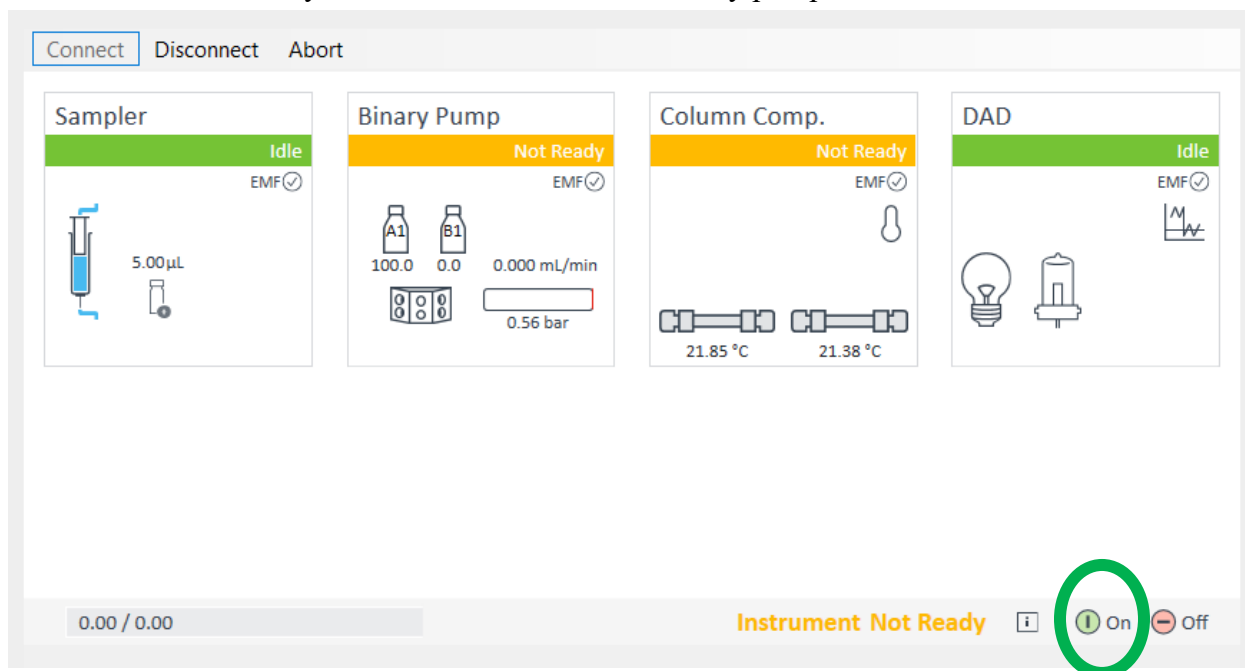 Connect Disconnect Abort
Sampler
Idle
EMF
5.00 µL
Binary Pump
Not Ready
EMF
A1 B1
100.0 0.0 0.000 mL/min
0.56 bar
Column Comp.
Not Ready
EMF
21.85 °C 21.38 °C
DAD
Idle
EMF
0.00 / 0.00
Instrument Not Ready i On Off